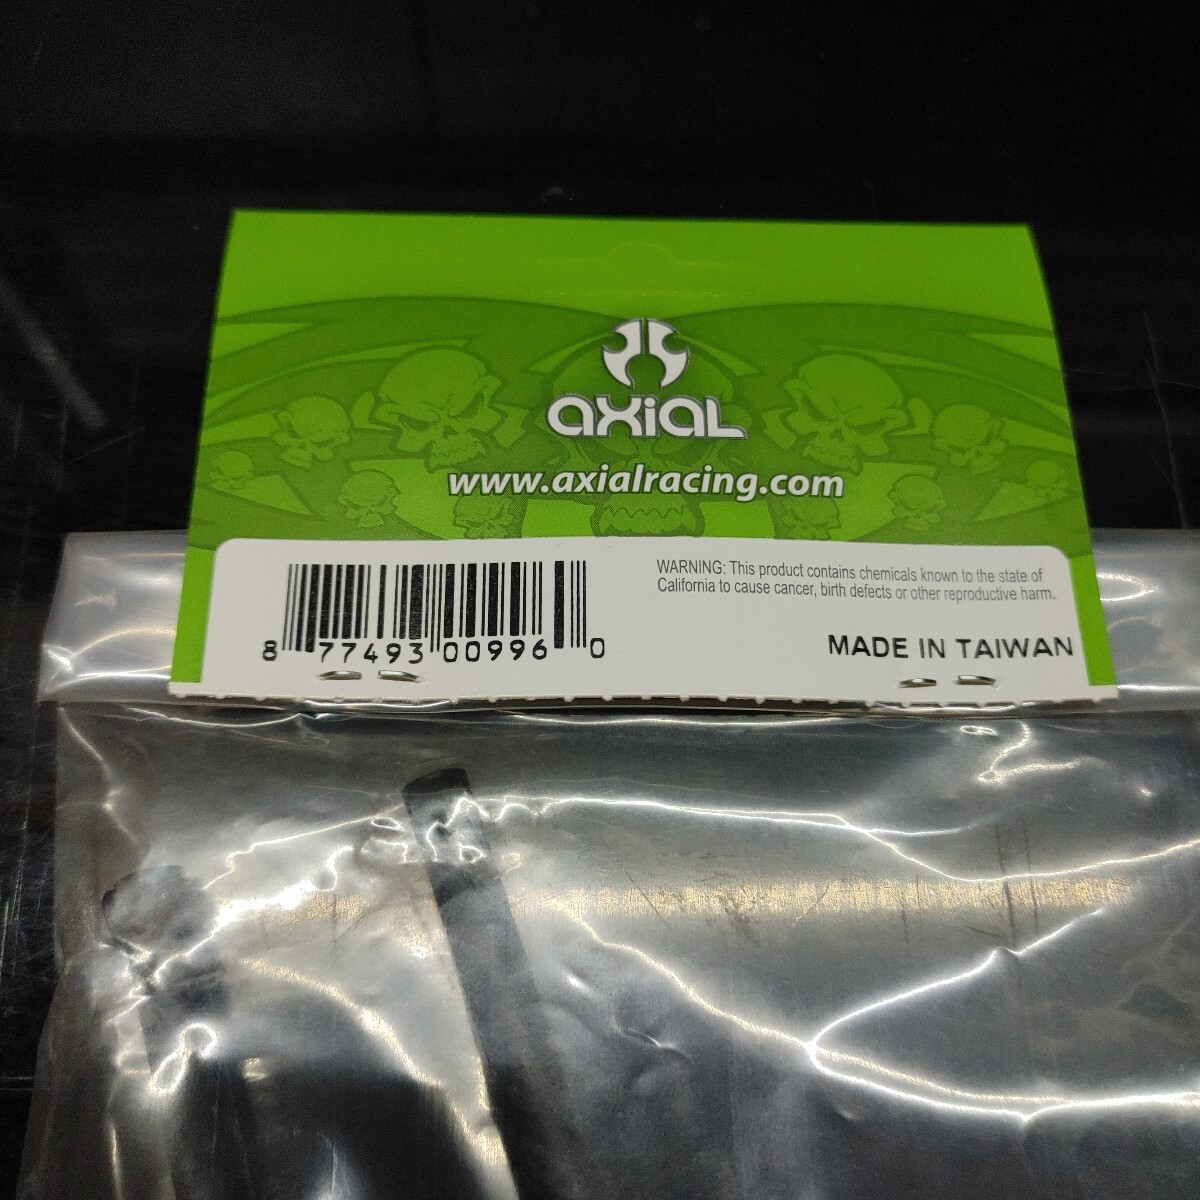 axial
www.axialracing.com
WARNING: This product contains chemicals known to the state of
California to cause cancer, birth defects or other reproductive harm.
8 77493 00996 0
MADE IN TAIWAN